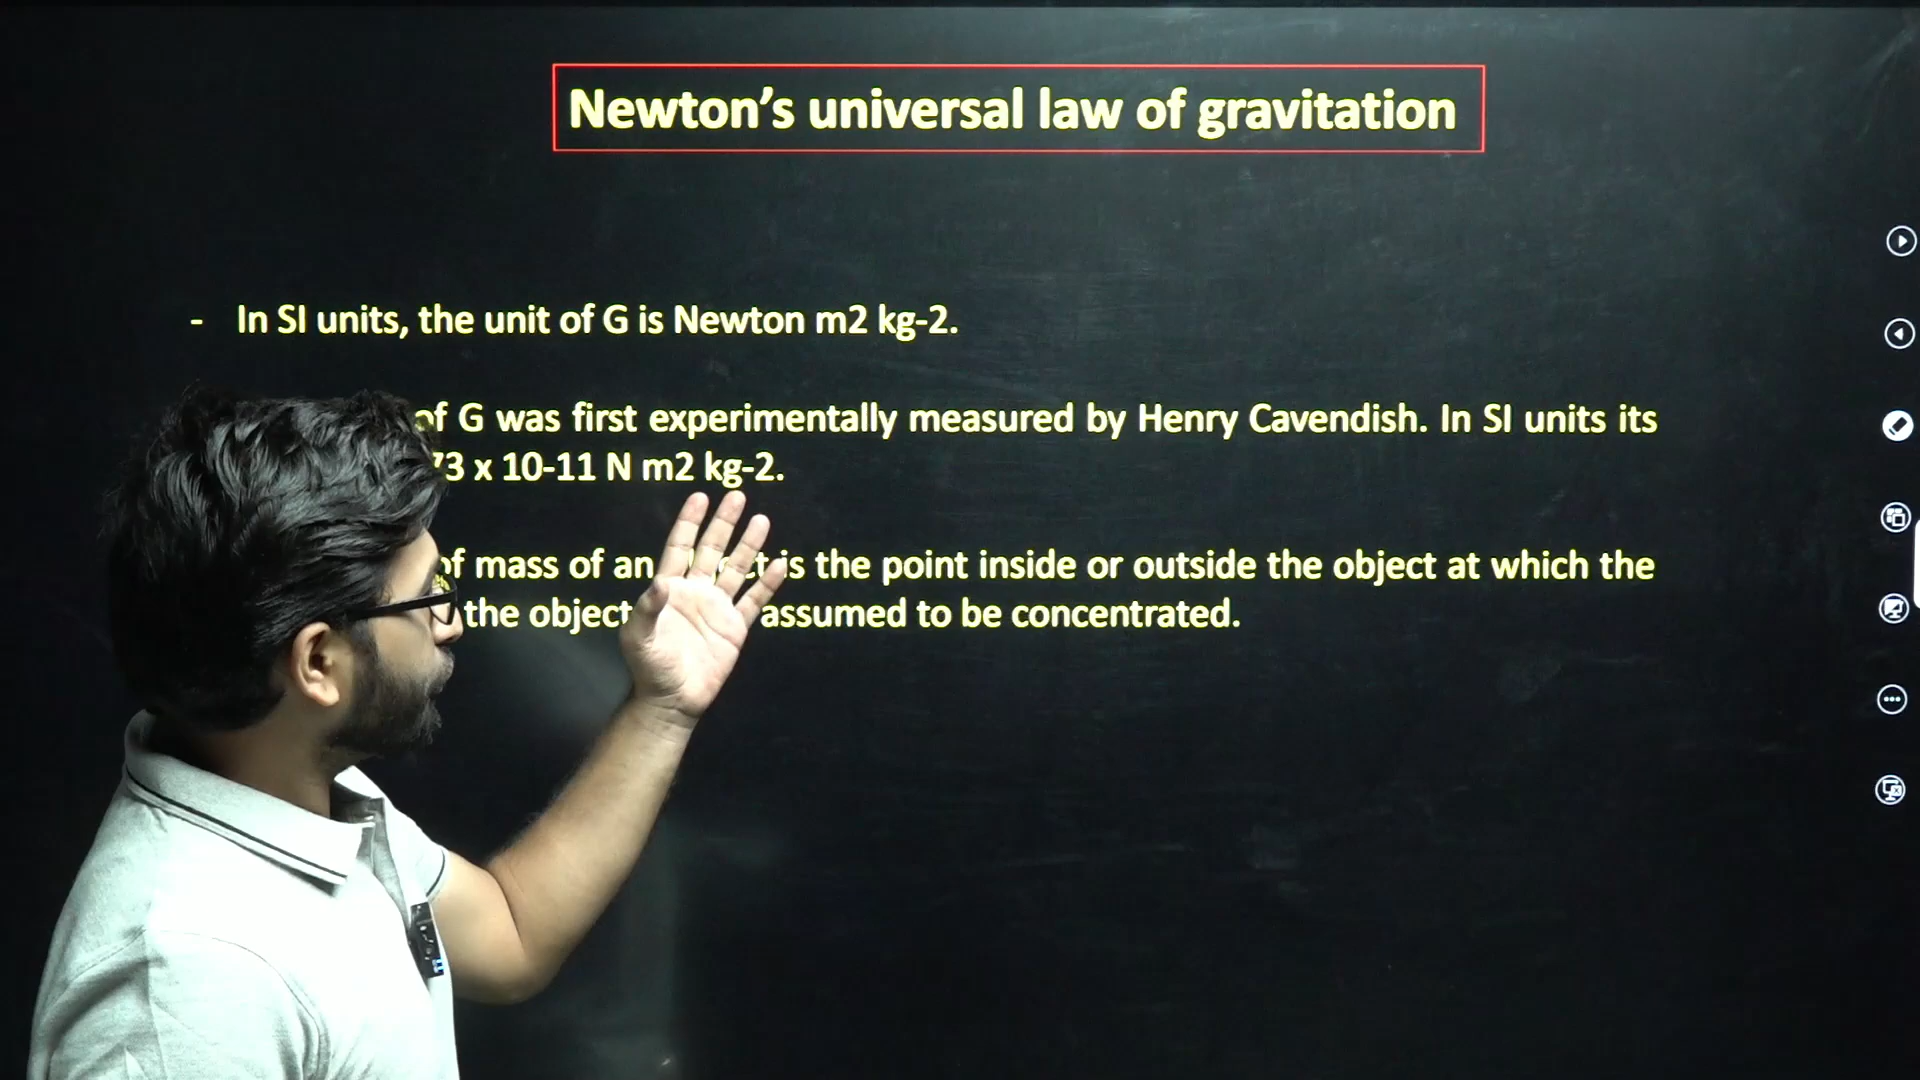 Newton's universal law of gravitation
- In SI units, the unit of G is Newton m2 kg-2.
of G was first experimentally measured by Henry Cavendish. In SI units its
73 x 10-11 N m2 kg-2.
of mass of an is the point inside or outside the object at which the
the object assumed to be concentrated.